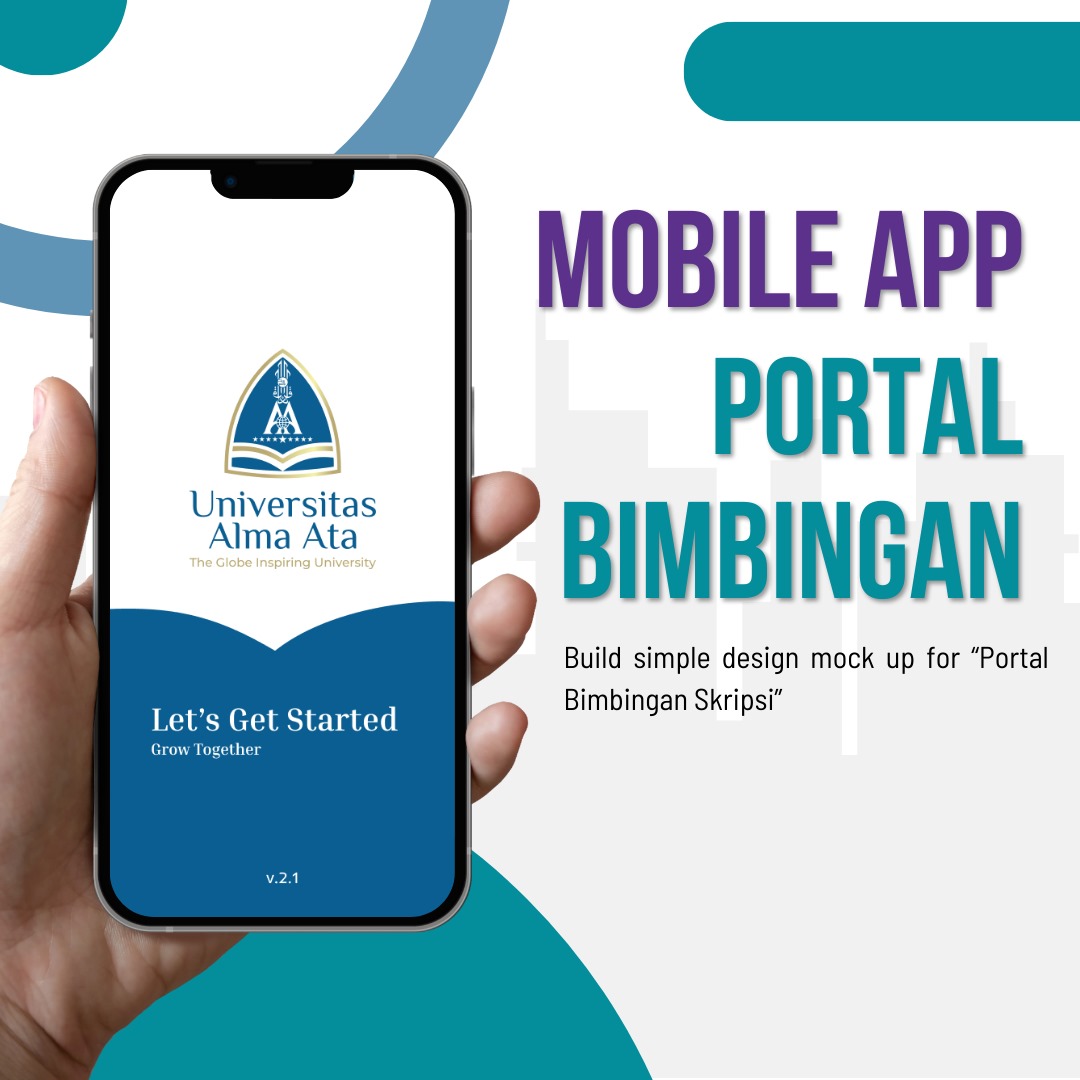 MOBILE APP
PORTAL
BIMBINGAN
Build simple design mock up for “Portal
Bimbingan Skripsi”
Universitas
Alma Ata
The Globe Inspiring University
Let’s Get Started
Grow Together
v.2.1